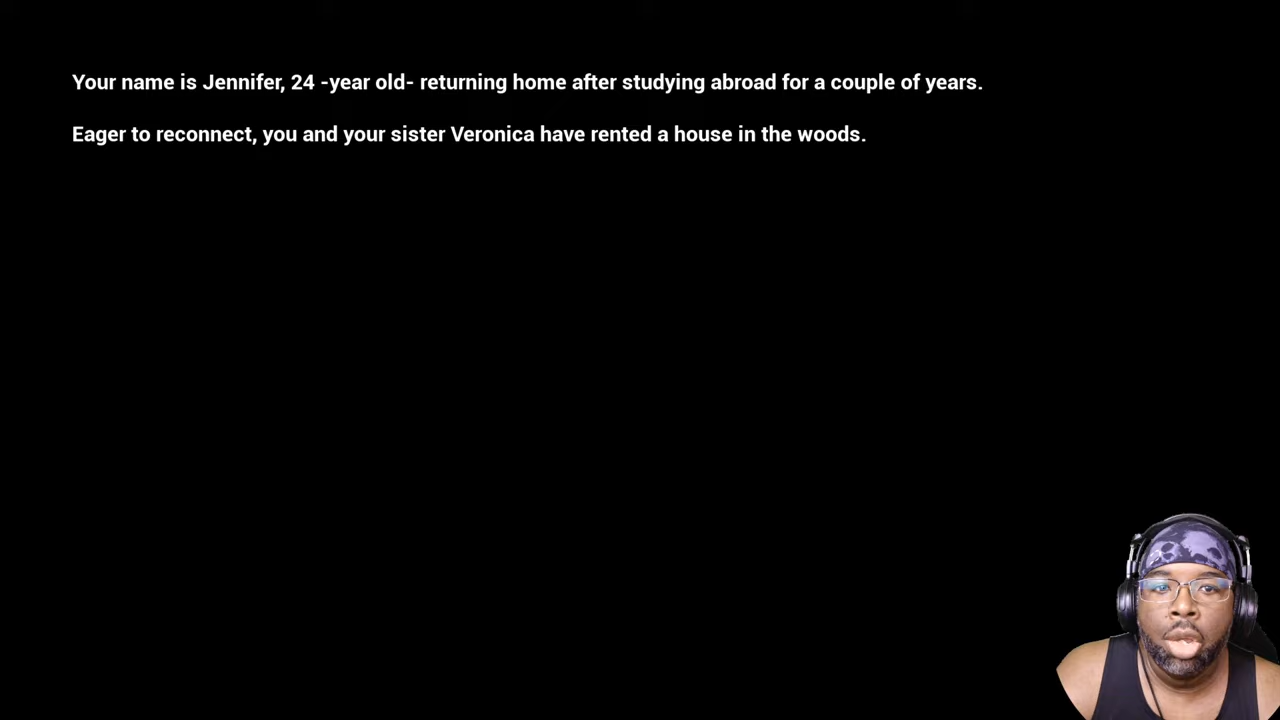 Your name is Jennifer, 24 -year old- returning home after studying abroad for a couple of years.
Eager to reconnect, you and your sister Veronica have rented a house in the woods.